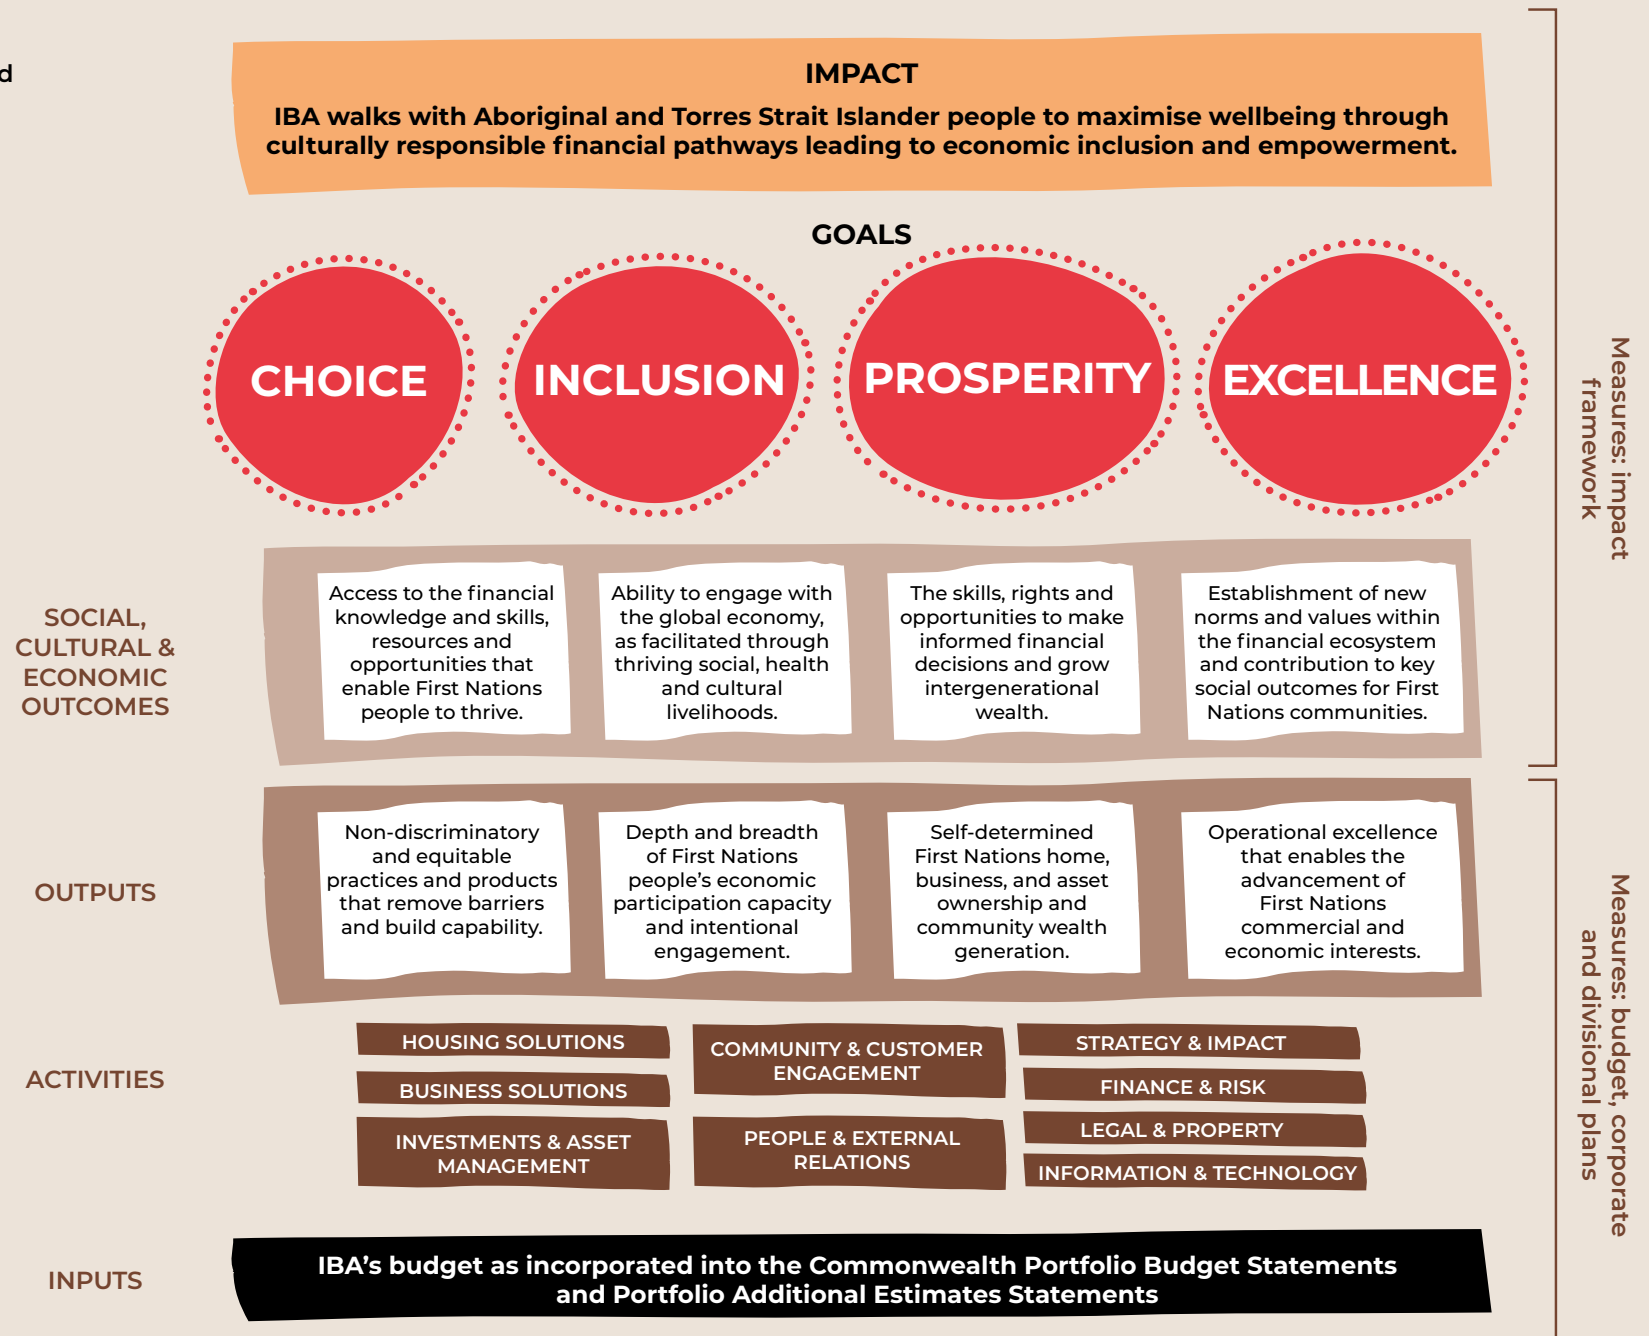 d
IMPACT
IBA walks with Aboriginal and Torres Strait Islander people to maximise wellbeing through
culturally responsible financial pathways leading to economic inclusion and empowerment.
GOALS
CHOICE
INCLUSION
PROSPERITY
EXCELLENCE
Measures: impact
framework
SOCIAL,
CULTURAL &
ECONOMIC
OUTCOMES
Access to the financial
knowledge and skills,
resources and
opportunities that
enable First Nations
people to thrive.
Ability to engage with
the global economy,
as facilitated through
thriving social, health
and cultural
livelihoods.
The skills, rights and
opportunities to make
informed financial
decisions and grow
intergenerational
wealth.
Establishment of new
norms and values within
the financial ecosystem
and contribution to key
social outcomes for First
Nations communities.
OUTPUTS
Non-discriminatory
and equitable
practices and products
that remove barriers
and build capability.
Depth and breadth
of First Nations
people’s economic
participation capacity
and intentional
engagement.
Self-determined
First Nations home,
business, and asset
ownership and
community wealth
generation.
Operational excellence
that enables the
advancement of
First Nations
commercial and
economic interests.
Measures: budget, corporate
and divisional plans
ACTIVITIES
HOUSING SOLUTIONS
BUSINESS SOLUTIONS
INVESTMENTS & ASSET
MANAGEMENT
COMMUNITY & CUSTOMER
ENGAGEMENT
PEOPLE & EXTERNAL
RELATIONS
STRATEGY & IMPACT
FINANCE & RISK
LEGAL & PROPERTY
INFORMATION & TECHNOLOGY
INPUTS
IBA’s budget as incorporated into the Commonwealth Portfolio Budget Statements
and Portfolio Additional Estimates Statements